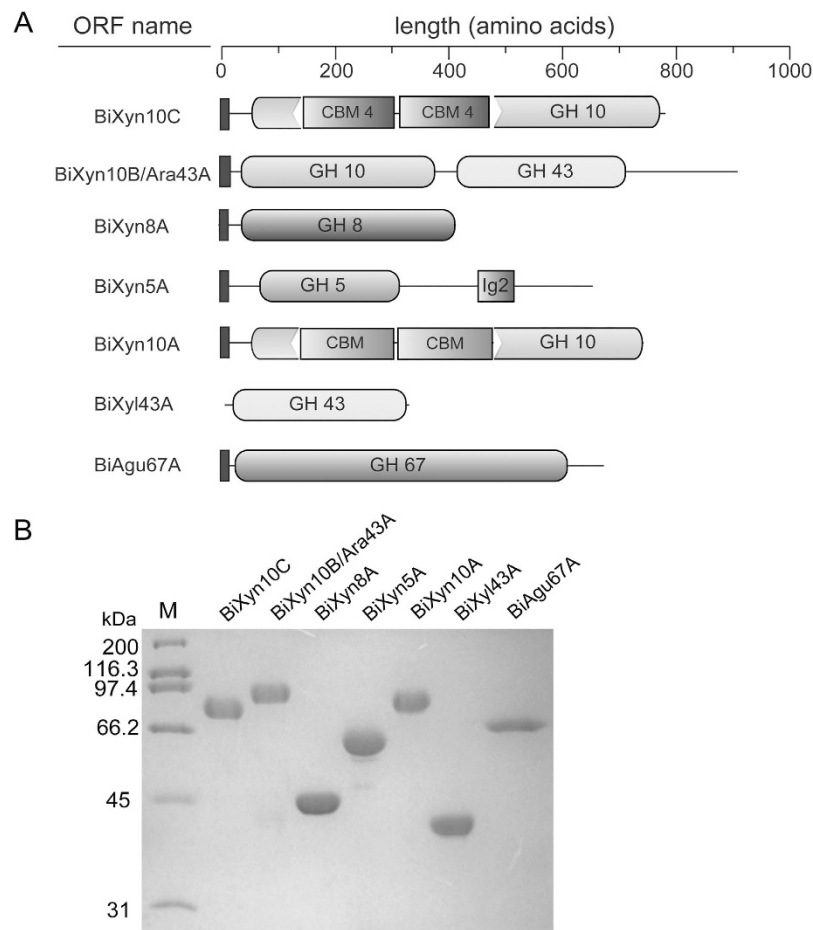 A
ORF name length (amino acids)
0 200 400 600 800 1000
BiXyn10C CBM 4 CBM 4 GH 10
BiXyn10B/Ara43A GH 10 GH 43
BiXyn8A GH 8
BiXyn5A GH 5 Ig2
BiXyn10A CBM CBM GH 10
BiXyl43A GH 43
BiAgu67A GH 67
B
kDa M BiXyn10C BiXyn10B/Ara43A BiXyn8A BiXyn5A BiXyn10A BiXyl43A BiAgu67A
200
116.3
97.4
66.2
45
31